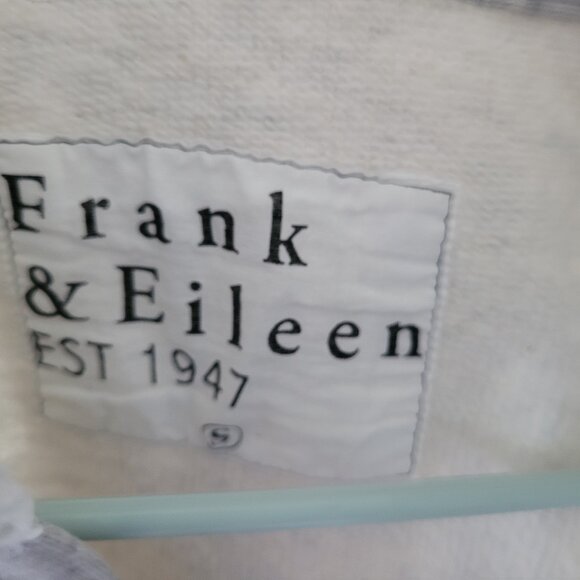 Frank
& Eileen
EST 1947
S